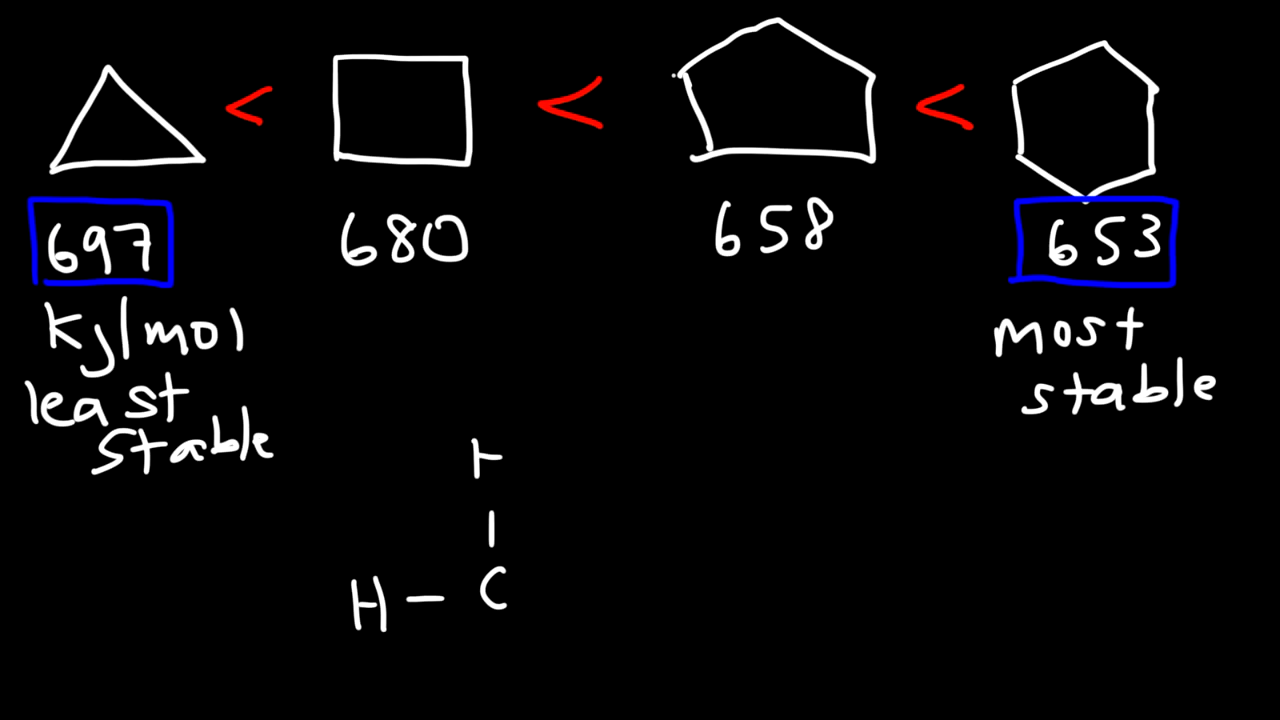 < < <
697 680 658 653
kj/mol most
least stable
stable
H
|
H - C